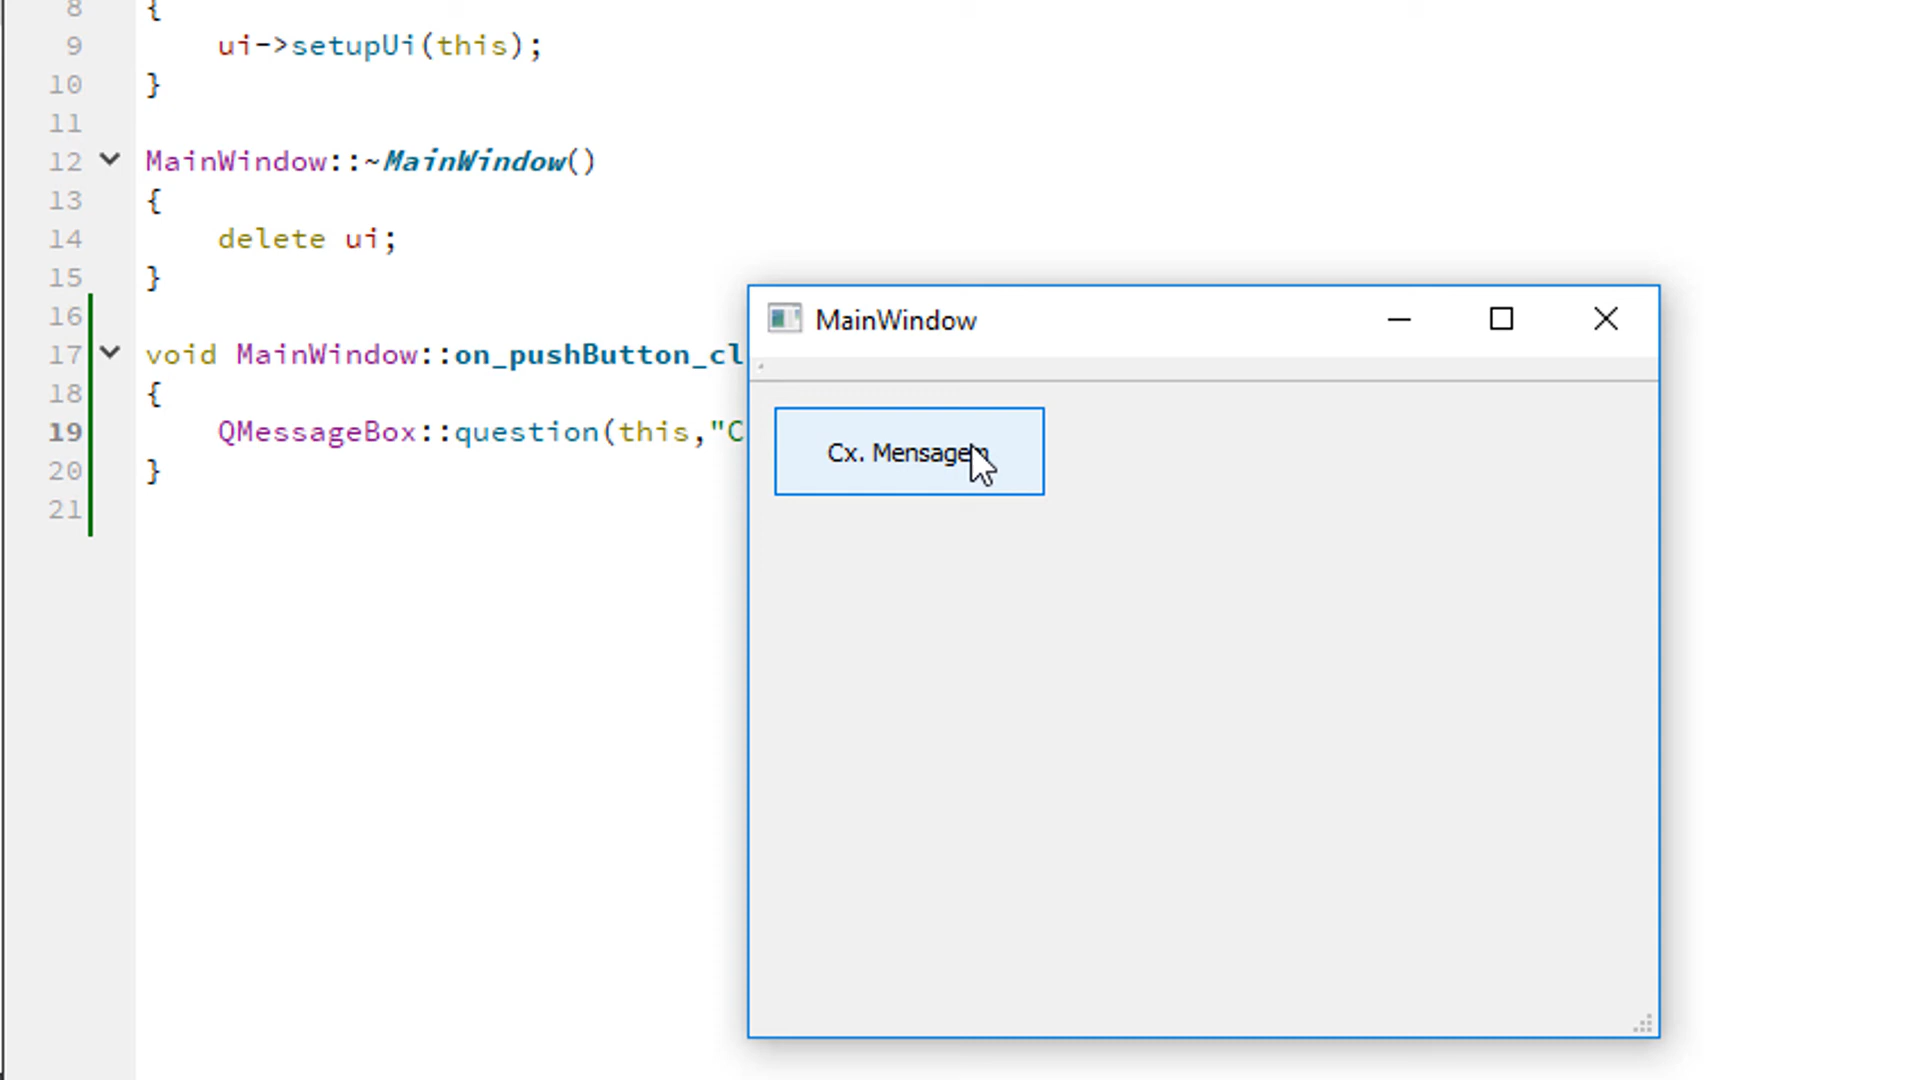 8 {
9 ui->setupUi(this);
10 }
11
12 MainWindow::~MainWindow()
13 {
14 delete ui;
15 }
16
17 void MainWindow::on_pushButton_cl
18 {
19 QMessageBox::question(this,"C
20 }
21
MainWindow
Cx. Mensagem